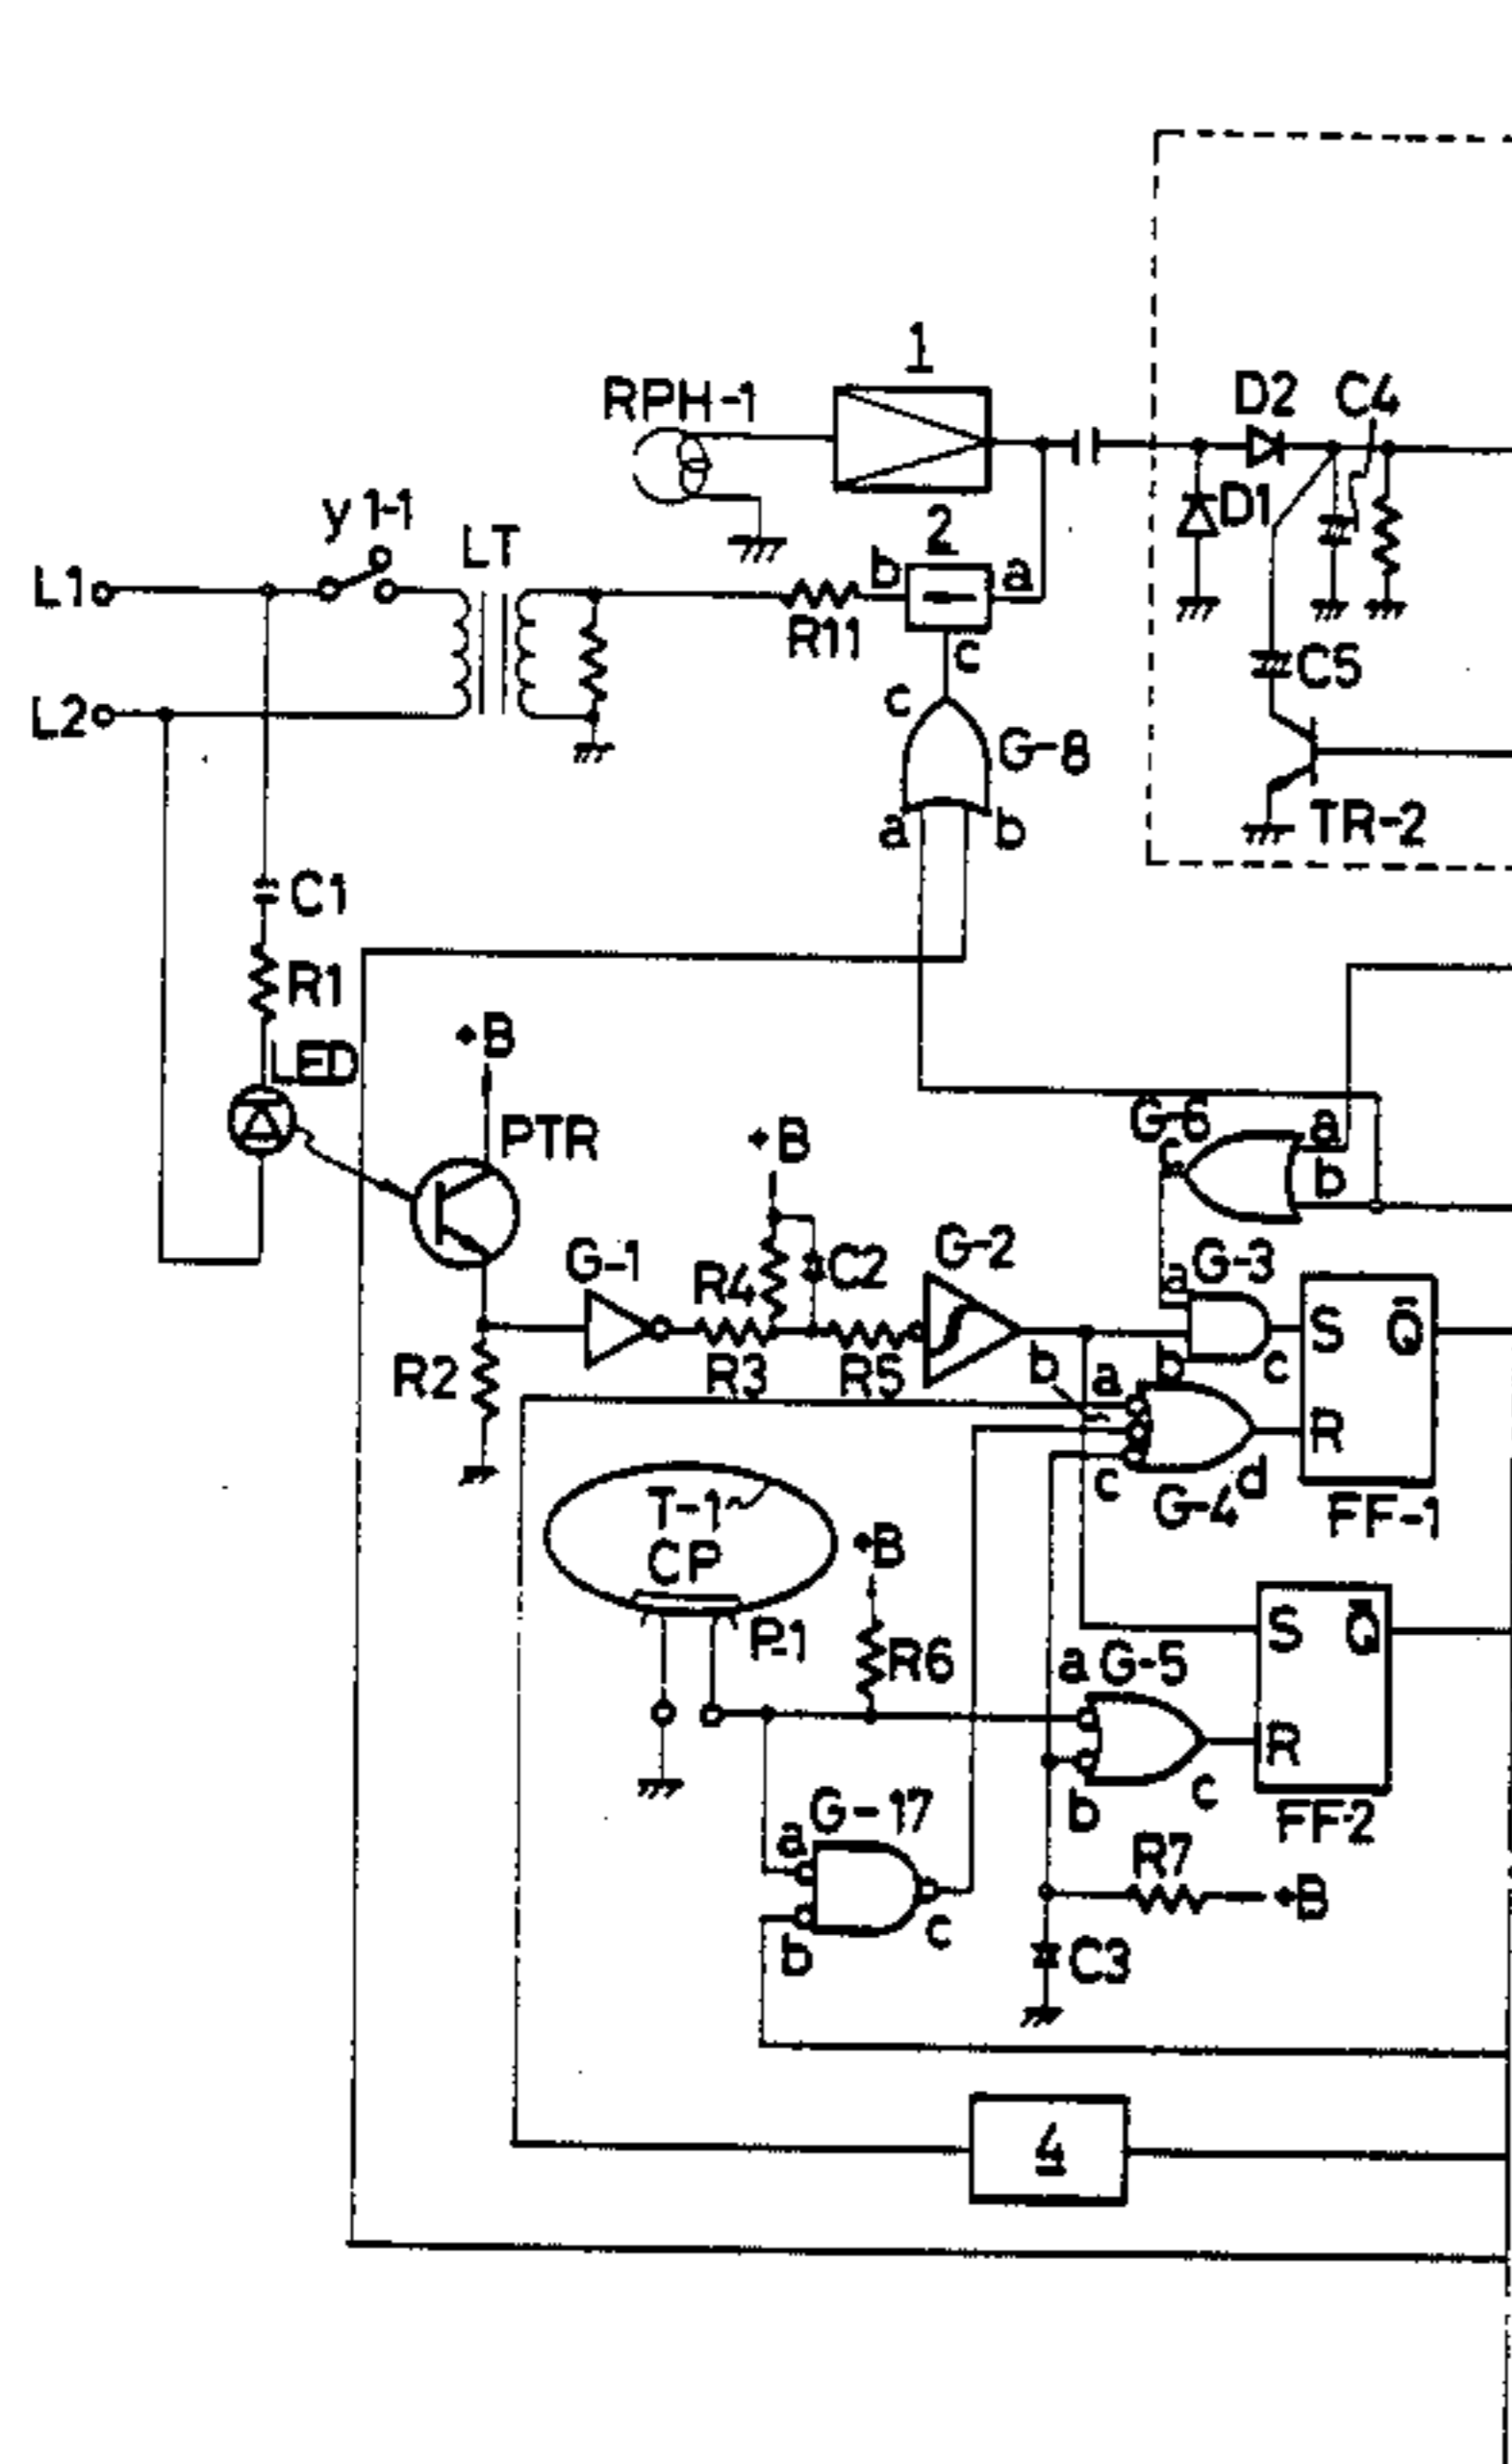 1
RPH-1
D2 C4
y1-1
LT
2
D1
L1
b a
R11
c
C5
L2
c
G-8
a b
TR-2
C1
R1
LED
+B
PTR
+B
G-6
a
c
b
G-1
R4
C2
G-2
G-3
a
S Q̄
R2
R3
R5
b a
b
c
R
c
G-4
d
FF-1
T-1
CP
+B
P-1
R6
a G-5
S Q̄
R
b
c
FF-2
G-17
a
R7
+B
c
b
C3
4